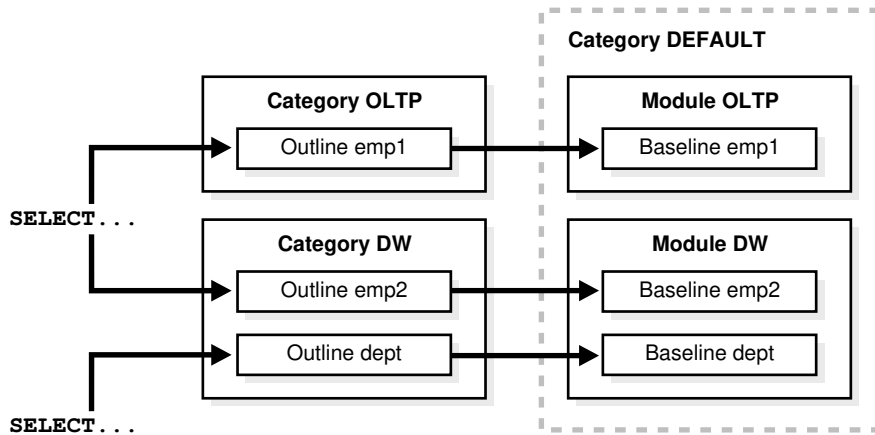 Category DEFAULT
Category OLTP
Module OLTP
Outline emp1
Baseline emp1
SELECT...
Category DW
Module DW
Outline emp2
Baseline emp2
Outline dept
Baseline dept
SELECT...